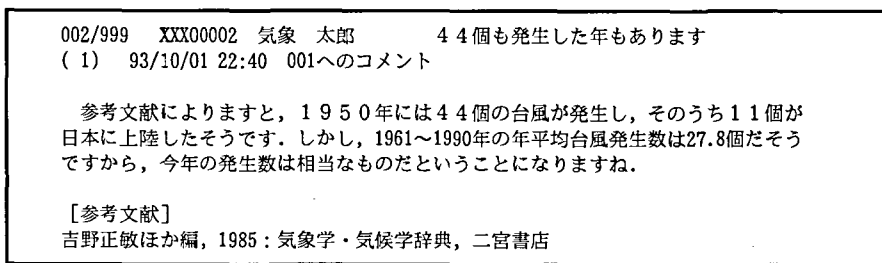 002/999 XXX00002 気象 太郎 44個も発生した年もあります
( 1) 93/10/01 22:40 001へのコメント
参考文献によりますと，1950年には44個の台風が発生し，そのうち11個が
日本に上陸したそうです．しかし，1961～1990年の年平均台風発生数は27.8個だそう
ですから，今年の発生数は相当なものだということになりますね．
［参考文献］
吉野正敏ほか編，1985：気象学・気候学辞典，二宮書店